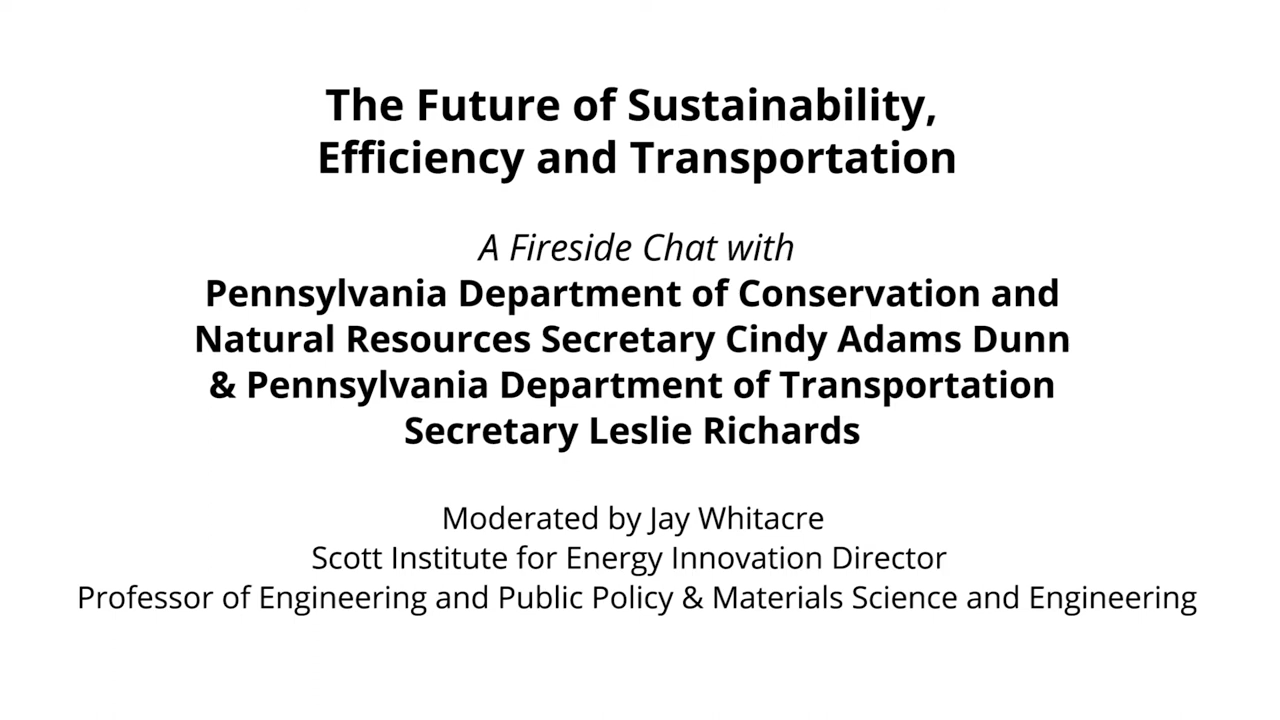 The Future of Sustainability,
Efficiency and Transportation
A Fireside Chat with
Pennsylvania Department of Conservation and
Natural Resources Secretary Cindy Adams Dunn
& Pennsylvania Department of Transportation
Secretary Leslie Richards
Moderated by Jay Whitacre
Scott Institute for Energy Innovation Director
Professor of Engineering and Public Policy & Materials Science and Engineering